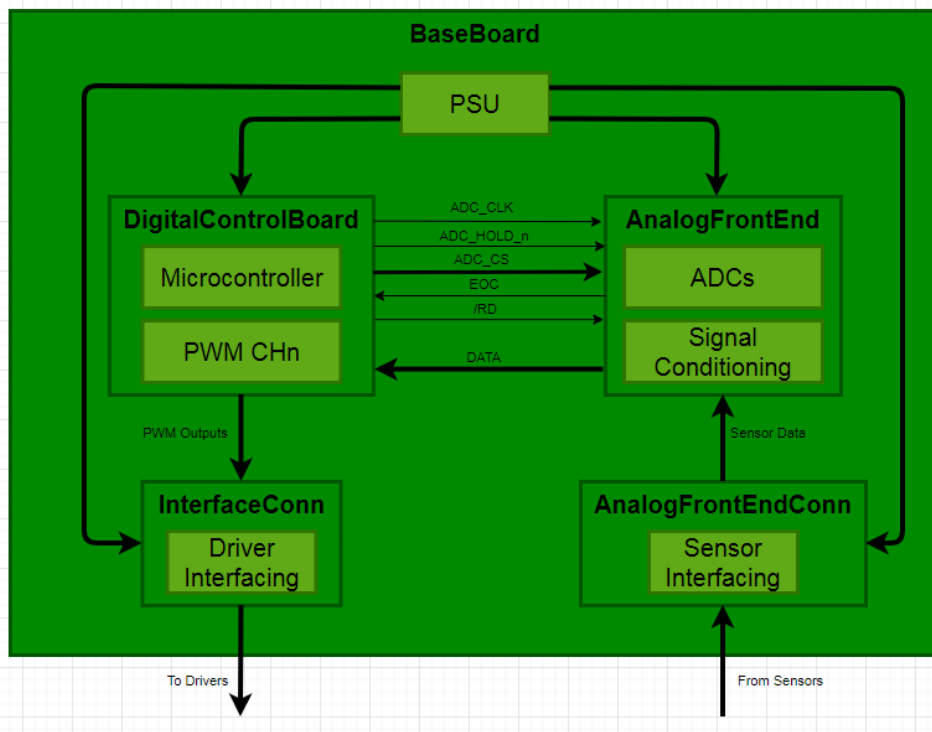 BaseBoard
PSU
DigitalControlBoard
Microcontroller
PWM CHn
ADC_CLK
ADC_HOLD_n
ADC_CS
EOC
/RD
DATA
AnalogFrontEnd
ADCs
Signal
Conditioning
PWM Outputs
Sensor Data
InterfaceConn
Driver
Interfacing
AnalogFrontEndConn
Sensor
Interfacing
To Drivers
From Sensors